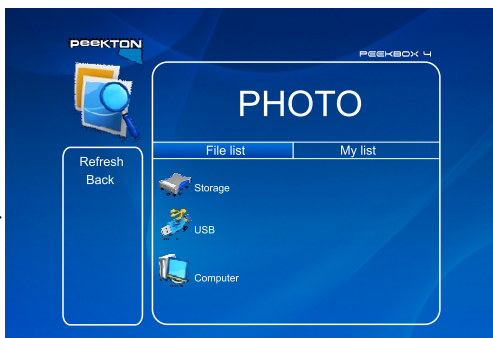 PEEKTON
PEEKBOX 4
PHOTO
File list
My list
Refresh
Back
Storage
USB
Computer